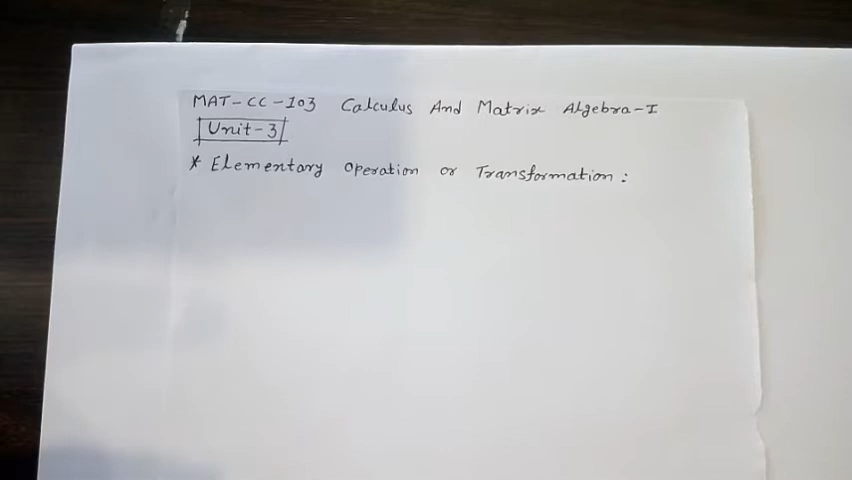 MAT-CC-103 Calculus And Matrix Algebra-I
Unit-3
* Elementary Operation or Transformation: